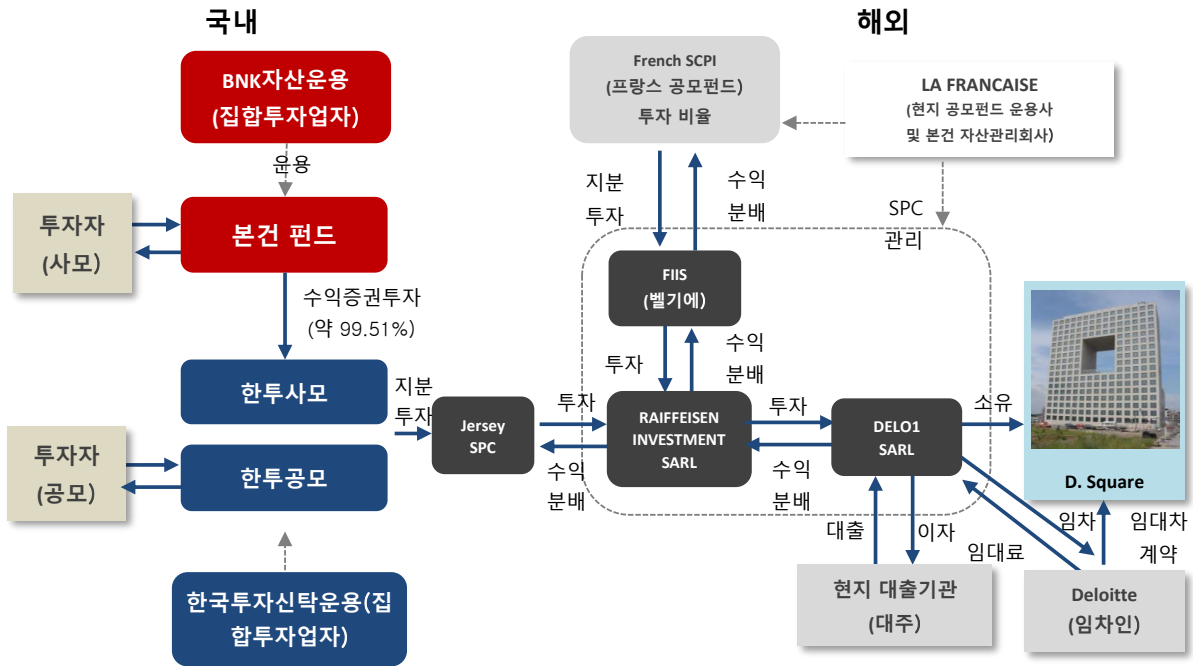 국내
해외
BNK자산운용
(집합투자업자)
운용
투자자
(사모)
본건 펀드
수익증권투자
(약 99.51%)
한투사모
투자자
(공모)
한투공모
한국투자신탁운용(집
합투자업자)
지분
투자
Jersey
SPC
투자
수익
분배
French SCPI
(프랑스 공모펀드)
투자 비율
LA FRANCAISE
(현지 공모펀드 운용사
및 본건 자산관리회사)
지분
투자
수익
분배
SPC
관리
FIIS
(벨기에)
투자
수익
분배
RAIFFEISEN
INVESTMENT
SARL
투자
수익
분배
DELO1
SARL
소유
D. Square
대출
이자
임대료
임차
임대차
계약
현지 대출기관
(대주)
Deloitte
(임차인)